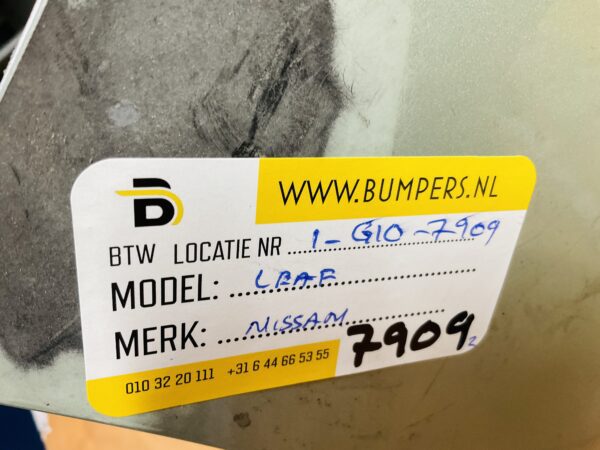 WWW.BUMPERS.NL
BTW LOCATIE NR 1-G10-7909
MODEL: LEAF
MERK: NISSAN
7909 2
010 32 20 111 +31 6 44 66 53 55